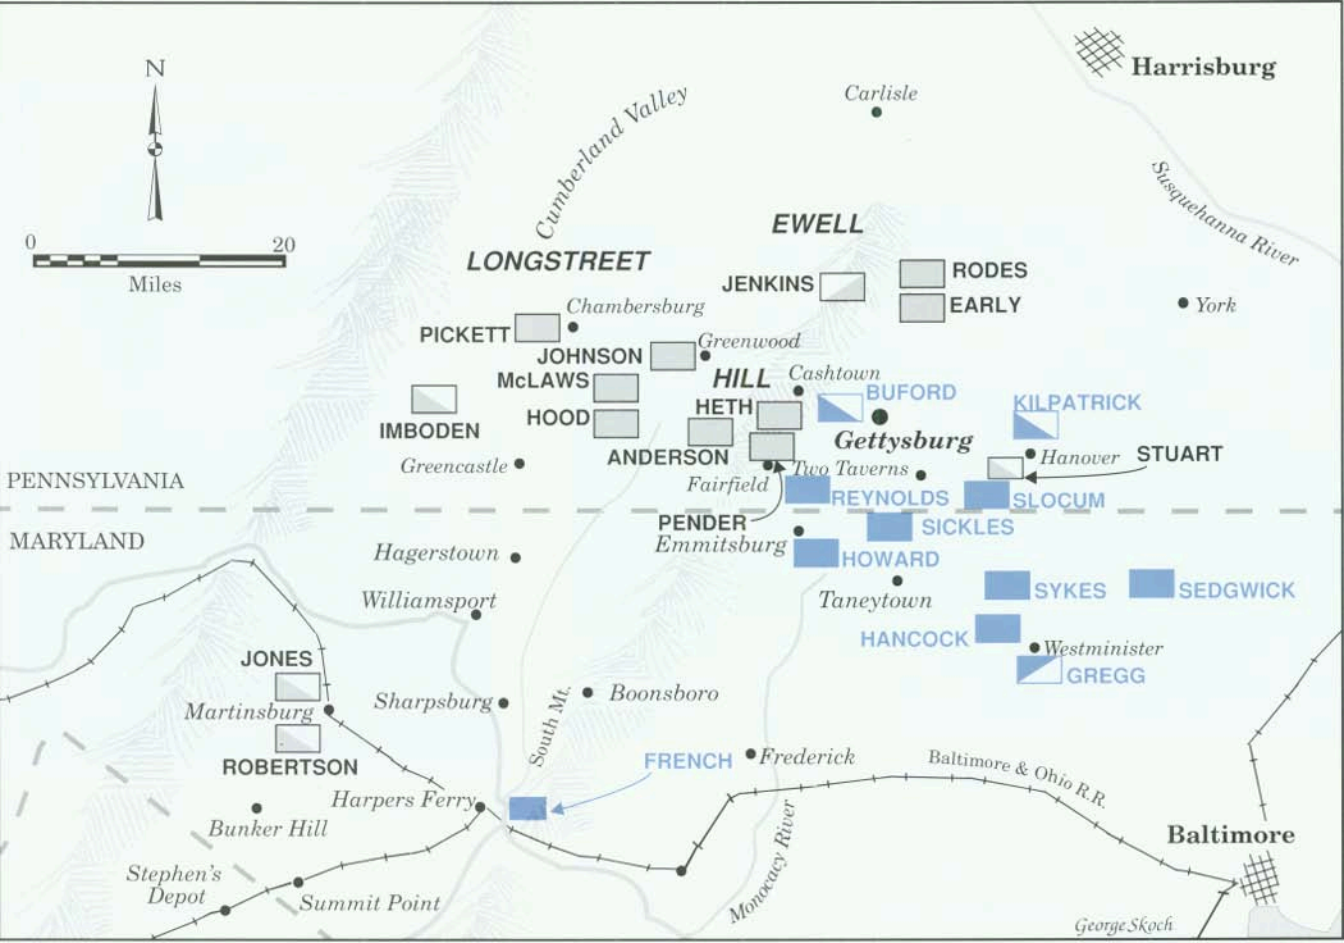 Harrisburg
N
Carlisle
Cumberland Valley
Susquehanna River
EWELL
0 20
Miles
LONGSTREET
JENKINS
RODES
EARLY
York
Chambersburg
PICKETT
Greenwood
JOHNSON
McLAWS
HILL
Cashtown
BUFORD
KILPATRICK
HOOD
HETH
IMBODEN
Gettysburg
ANDERSON
Greencastle
Two Taverns
Hanover
STUART
Fairfield
PENNSYLVANIA
REYNOLDS
SLOCUM
PENDER
SICKLES
MARYLAND
Emmitsburg
Hagerstown
HOWARD
Williamsport
Taneytown
SYKES
SEDGWICK
HANCOCK
Westminister
JONES
GREGG
Martinsburg
Sharpsburg
Boonsboro
South Mt.
ROBERTSON
FRENCH
Frederick
Baltimore & Ohio R.R.
Harpers Ferry
Bunker Hill
Monocacy River
Baltimore
Stephen's
Depot
Summit Point
George Skoch